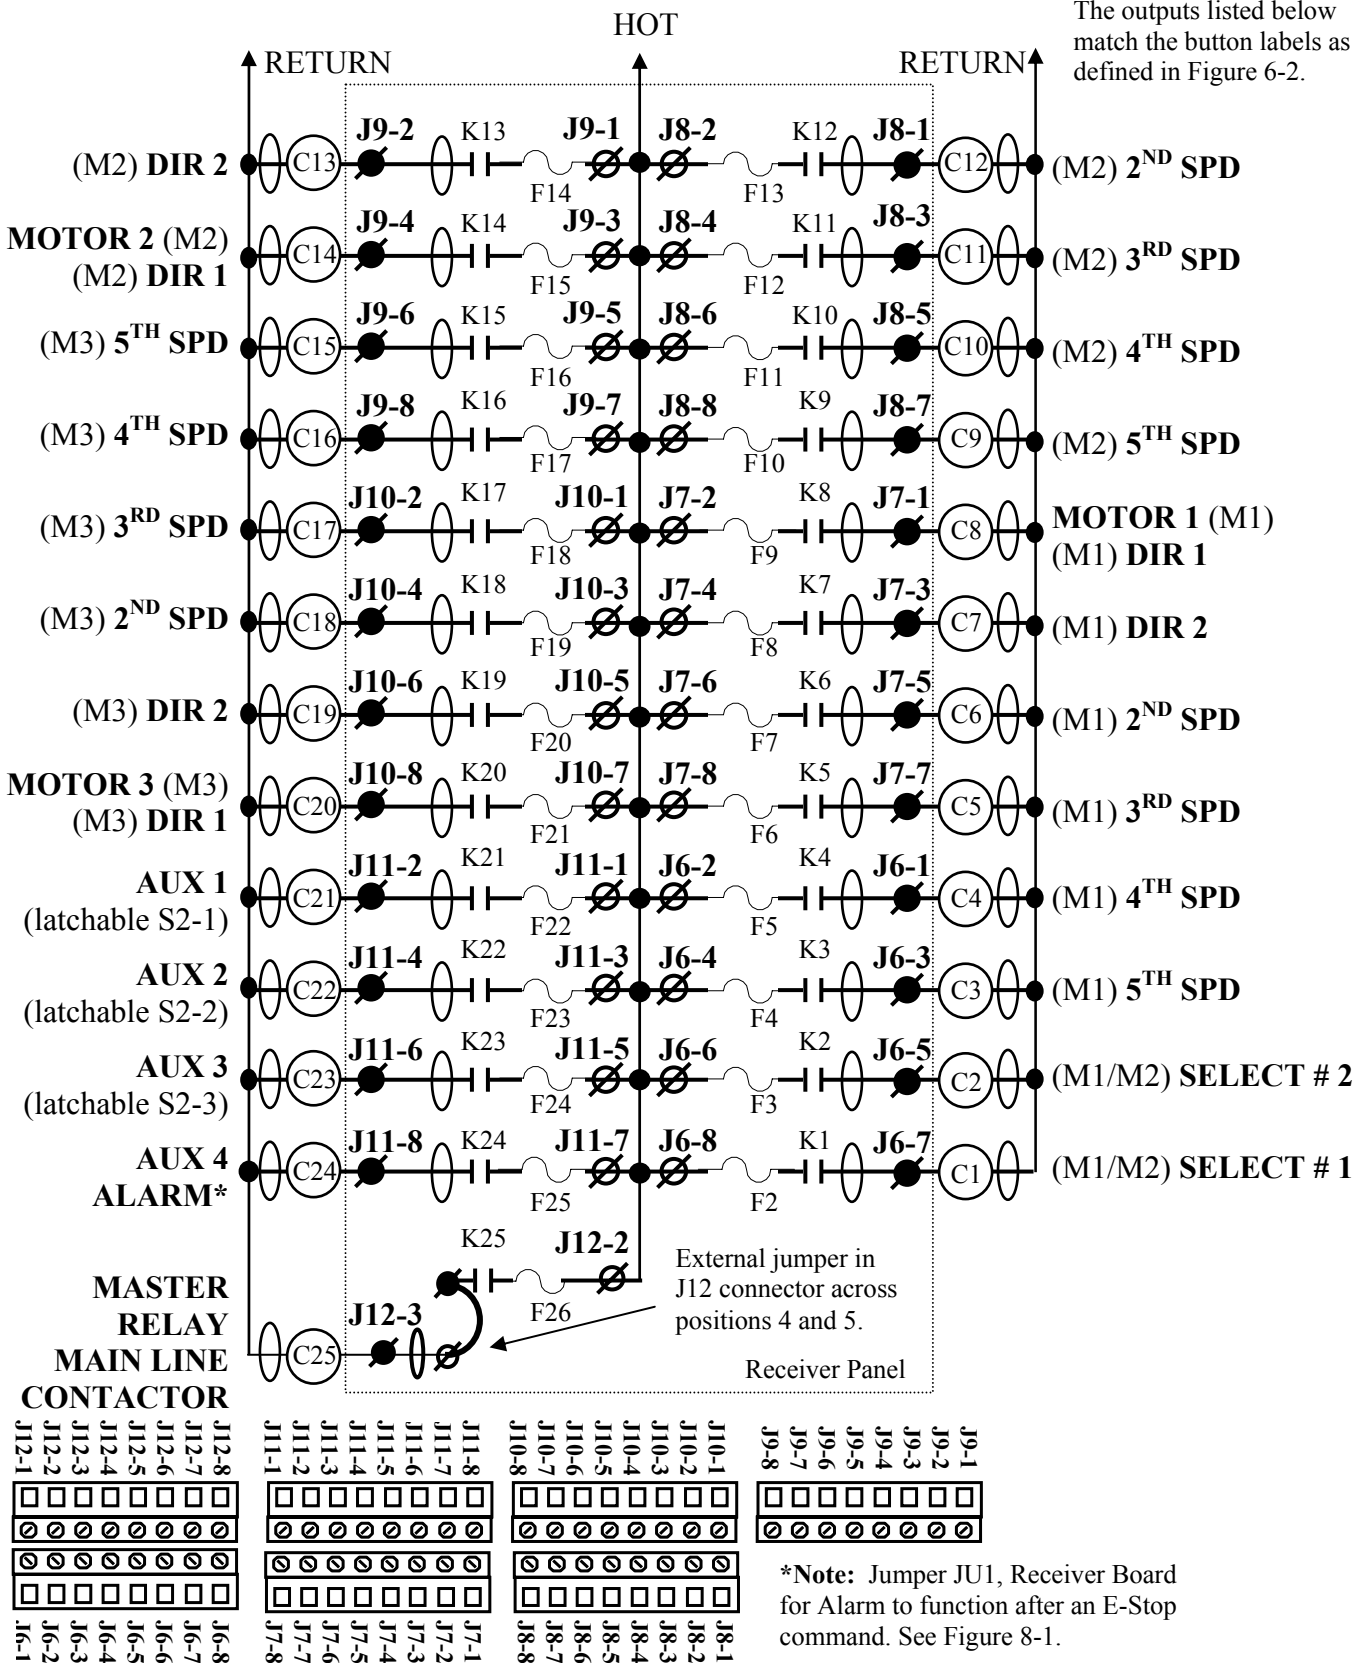 The outputs listed below
match the button labels as
defined in Figure 6-2.
HOT
RETURN RETURN
(M2) DIR 2 C13 J9-2 K13 F14 J9-1 J8-2 F13 K12 J8-1 C12 (M2) 2ND SPD
MOTOR 2 (M2)
(M2) DIR 1 C14 J9-4 K14 F15 J9-3 J8-4 F12 K11 J8-3 C11 (M2) 3RD SPD
(M3) 5TH SPD C15 J9-6 K15 F16 J9-5 J8-6 F11 K10 J8-5 C10 (M2) 4TH SPD
(M3) 4TH SPD C16 J9-8 K16 F17 J9-7 J8-8 F10 K9 J8-7 C9 (M2) 5TH SPD
(M3) 3RD SPD C17 J10-2 K17 F18 J10-1 J7-2 F9 K8 J7-1 C8 MOTOR 1 (M1)
(M1) DIR 1
(M3) 2ND SPD C18 J10-4 K18 F19 J10-3 J7-4 F8 K7 J7-3 C7 (M1) DIR 2
(M3) DIR 2 C19 J10-6 K19 F20 J10-5 J7-6 F7 K6 J7-5 C6 (M1) 2ND SPD
MOTOR 3 (M3)
(M3) DIR 1 C20 J10-8 K20 F21 J10-7 J7-8 F6 K5 J7-7 C5 (M1) 3RD SPD
AUX 1
(latchable S2-1) C21 J11-2 K21 F22 J11-1 J6-2 F5 K4 J6-1 C4 (M1) 4TH SPD
AUX 2
(latchable S2-2) C22 J11-4 K22 F23 J11-3 J6-4 F4 K3 J6-3 C3 (M1) 5TH SPD
AUX 3
(latchable S2-3) C23 J11-6 K23 F24 J11-5 J6-6 F3 K2 J6-5 C2 (M1/M2) SELECT # 2
AUX 4
ALARM* C24 J11-8 K24 F25 J11-7 J6-8 F2 K1 J6-7 C1 (M1/M2) SELECT # 1
K25 F26 J12-2
External jumper in
J12 connector across
positions 4 and 5.
MASTER
RELAY
MAIN LINE
CONTACTOR
C25 J12-3
Receiver Panel
J12-1 J12-2 J12-3 J12-4 J12-5 J12-6 J12-7 J12-8
J11-1 J11-2 J11-3 J11-4 J11-5 J11-6 J11-7 J11-8
J10-8 J10-7 J10-6 J10-5 J10-4 J10-3 J10-2 J10-1
J9-8 J9-7 J9-6 J9-5 J9-4 J9-3 J9-2 J9-1
J6-1 J6-2 J6-3 J6-4 J6-5 J6-6 J6-7 J6-8
J7-8 J7-7 J7-6 J7-5 J7-4 J7-3 J7-2 J7-1
J8-8 J8-7 J8-6 J8-5 J8-4 J8-3 J8-2 J8-1
*Note: Jumper JU1, Receiver Board
for Alarm to function after an E-Stop
command. See Figure 8-1.